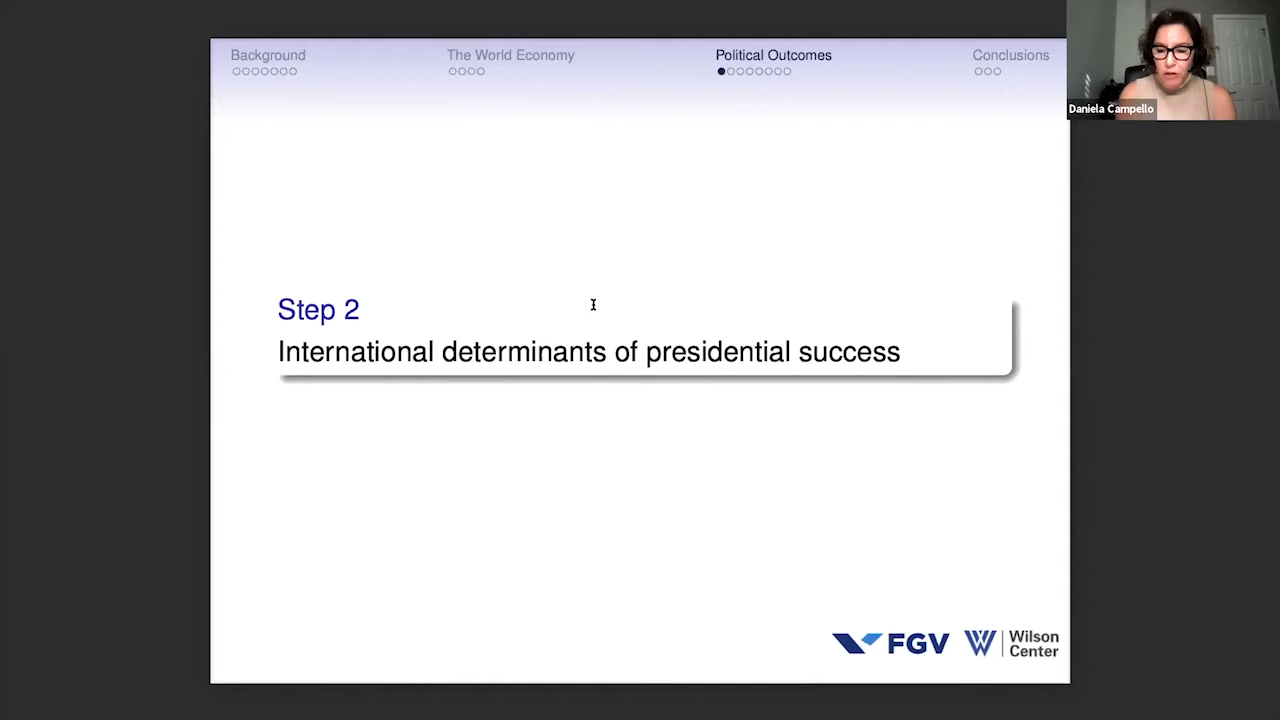 Background
The World Economy
Political Outcomes
Conclusions
Daniela Campello
Step 2
International determinants of presidential success
FGV
Wilson
Center